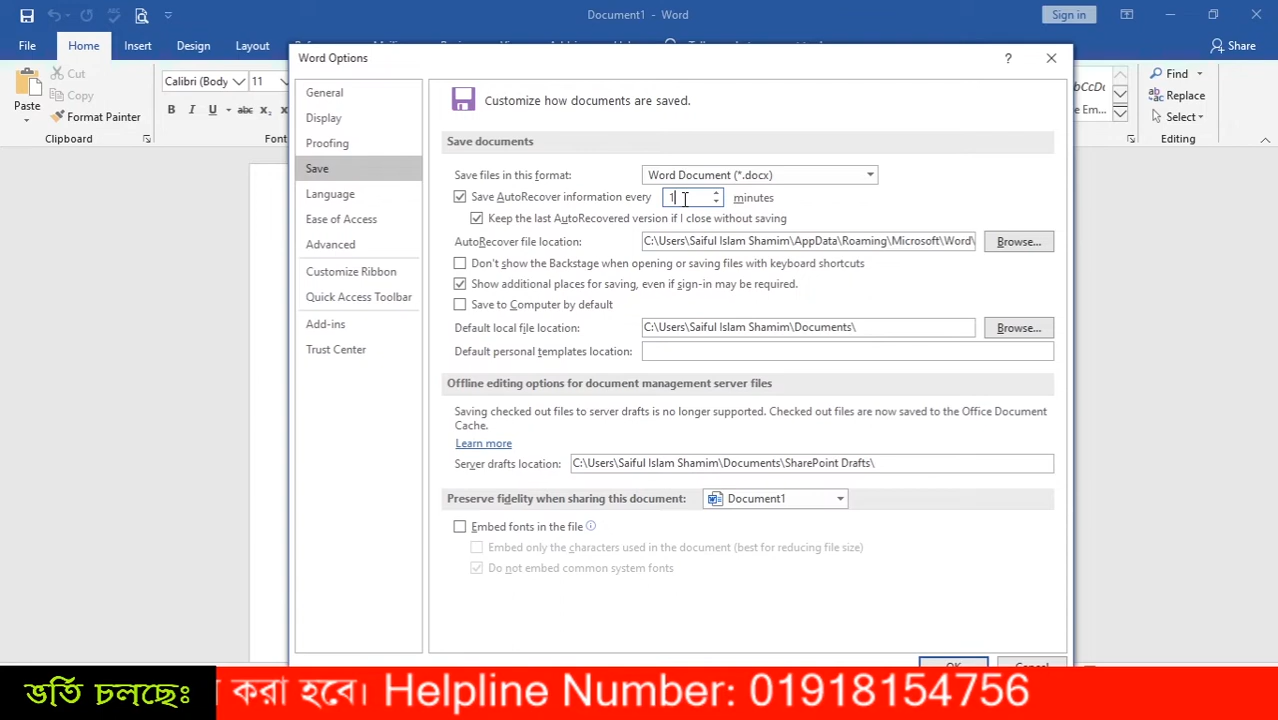 Document1 - Word
Sign in
File
Home
Insert
Design
Layout
Share
Word Options
Cut
Copy
Paste
Format Painter
Clipboard
Calibri (Body
11
B I U abc x x
Font
Find
Replace
Select
Editing
General
Display
Proofing
Save
Language
Ease of Access
Advanced
Customize Ribbon
Quick Access Toolbar
Add-ins
Trust Center
Customize how documents are saved.
Save documents
Save files in this format: Word Document (*.docx)
Save AutoRecover information every 1 minutes
Keep the last AutoRecovered version if I close without saving
AutoRecover file location: C:\Users\Saiful Islam Shamim\AppData\Roaming\Microsoft\Word\ Browse...
Don't show the Backstage when opening or saving files with keyboard shortcuts
Show additional places for saving, even if sign-in may be required.
Save to Computer by default
Default local file location: C:\Users\Saiful Islam Shamim\Documents\ Browse...
Default personal templates location:
Offline editing options for document management server files
Saving checked out files to server drafts is no longer supported. Checked out files are now saved to the Office Document
Cache.
Learn more
Server drafts location: C:\Users\Saiful Islam Shamim\Documents\SharePoint Drafts\
Preserve fidelity when sharing this document: Document1
Embed fonts in the file
Embed only the characters used in the document (best for reducing file size)
Do not embed common system fonts
OK Cancel
ভর্তি চলছেঃ করা হবে। Helpline Number: 01918154756